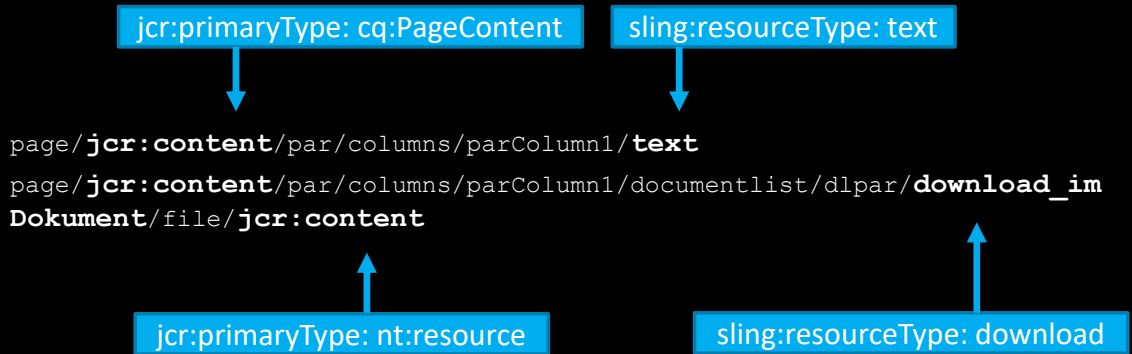 jcr:primaryType: cq:PageContent
sling:resourceType: text
page/jcr:content/par/columns/parColumn1/text
page/jcr:content/par/columns/parColumn1/documentlist/dlpar/download_im
Dokument/file/jcr:content
jcr:primaryType: nt:resource
sling:resourceType: download